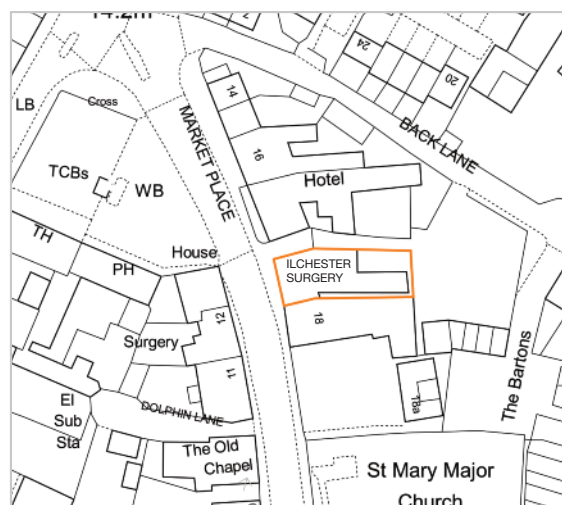 14.2m
7
24
20
LB
Cross
14
MARKET PLACE
BACK LANE
16
TCBs
WB
Hotel
TH
House
PH
ILCHESTER
SURGERY
12
18
Surgery
11
The Bartons
El
Sub
Sta
DOLPHIN LANE
18a
The Old
Chapel
St Mary Major
Church